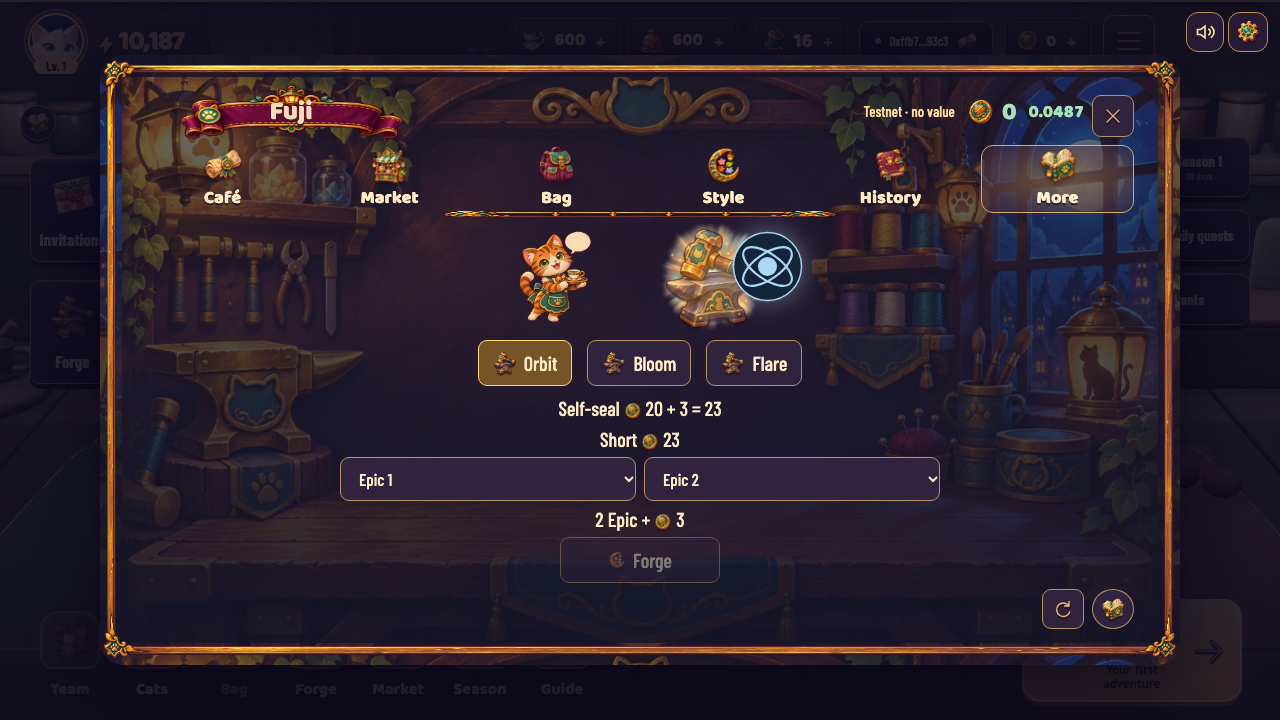 10,187
600 +
600 +
16 +
0xffb7...93c3
0 +
Lv. 1
Fuji
Testnet · no value
0
0.0487
Café
Market
Bag
Style
History
More
Invitation
Season 1
Daily quests
Forge
Orbit
Bloom
Flare
Self-seal 20 + 3 = 23
Short 23
Epic 1
Epic 2
2 Epic + 3
Forge
Your first
adventure
Team
Cats
Bag
Forge
Market
Season
Guide